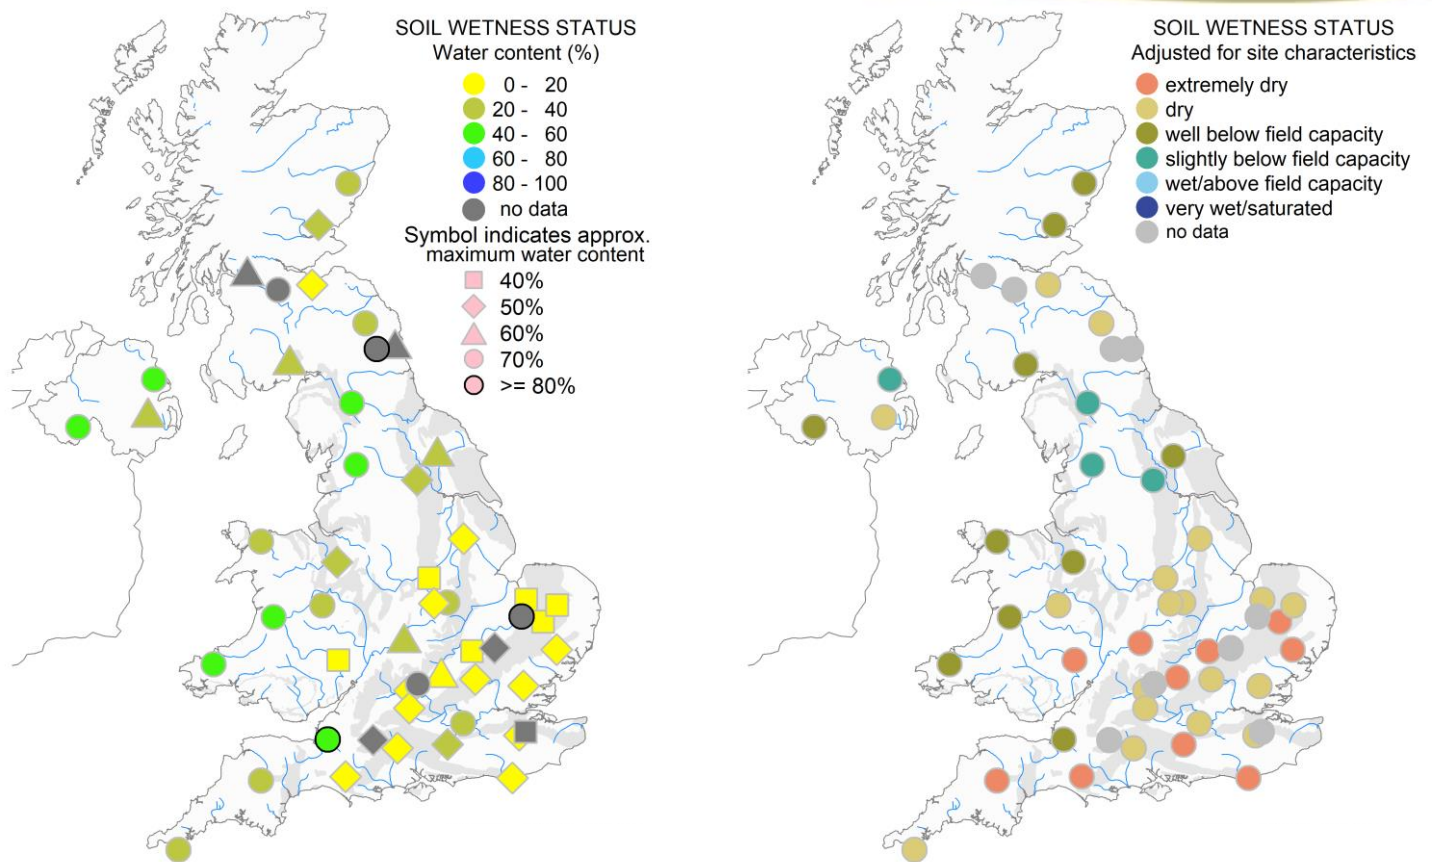 SOIL WETNESS STATUS
Water content (%)
0 - 20
20 - 40
40 - 60
60 - 80
80 - 100
no data
Symbol indicates approx.
maximum water content
40%
50%
60%
70%
>= 80%
SOIL WETNESS STATUS
Adjusted for site characteristics
extremely dry
dry
well below field capacity
slightly below field capacity
wet/above field capacity
very wet/saturated
no data